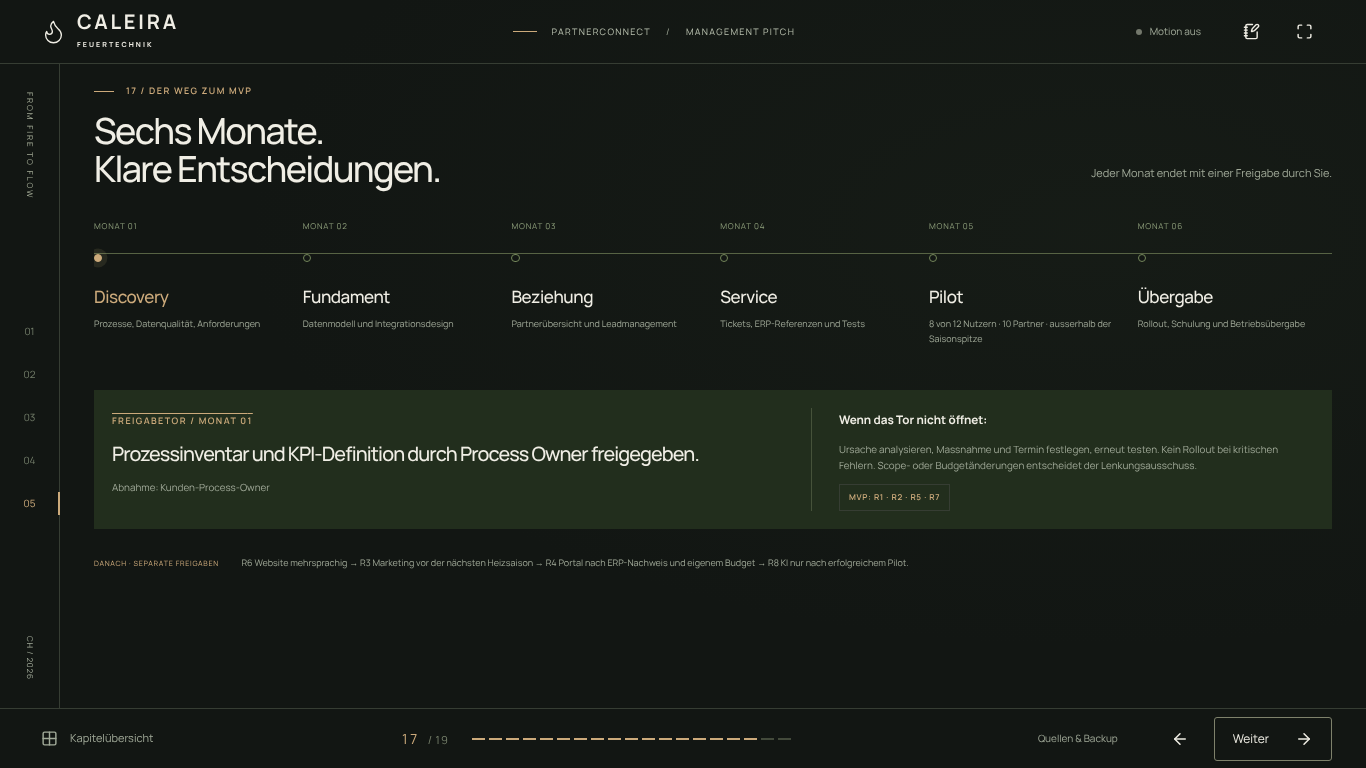 CALEIRA
FEUERTECHNIK
PARTNERCONNECT / MANAGEMENT PITCH
Motion aus
FROM FIRE TO FLOW
01
02
03
04
05
CH / 2026
17 / DER WEG ZUM MVP
Sechs Monate.
Klare Entscheidungen.
Jeder Monat endet mit einer Freigabe durch Sie.
MONAT 01
Discovery
Prozesse, Datenqualität, Anforderungen
MONAT 02
Fundament
Datenmodell und Integrationsdesign
MONAT 03
Beziehung
Partnerübersicht und Leadmanagement
MONAT 04
Service
Tickets, ERP-Referenzen und Tests
MONAT 05
Pilot
8 von 12 Nutzern · 10 Partner · ausserhalb der
Saisonspitze
MONAT 06
Übergabe
Rollout, Schulung und Betriebsübergabe
FREIGABETOR / MONAT 01
Prozessinventar und KPI-Definition durch Process Owner freigegeben.
Abnahme: Kunden-Process-Owner
Wenn das Tor nicht öffnet:
Ursache analysieren, Massnahme und Termin festlegen, erneut testen. Kein Rollout bei kritischen
Fehlern. Scope- oder Budgetänderungen entscheidet der Lenkungsausschuss.
MVP: R1 · R2 · R5 · R7
DANACH · SEPARATE FREIGABEN
R6 Website mehrsprachig → R3 Marketing vor der nächsten Heizsaison → R4 Portal nach ERP-Nachweis und eigenem Budget → R8 KI nur nach erfolgreichem Pilot.
Kapitelübersicht
17 / 19
Quellen & Backup
Weiter